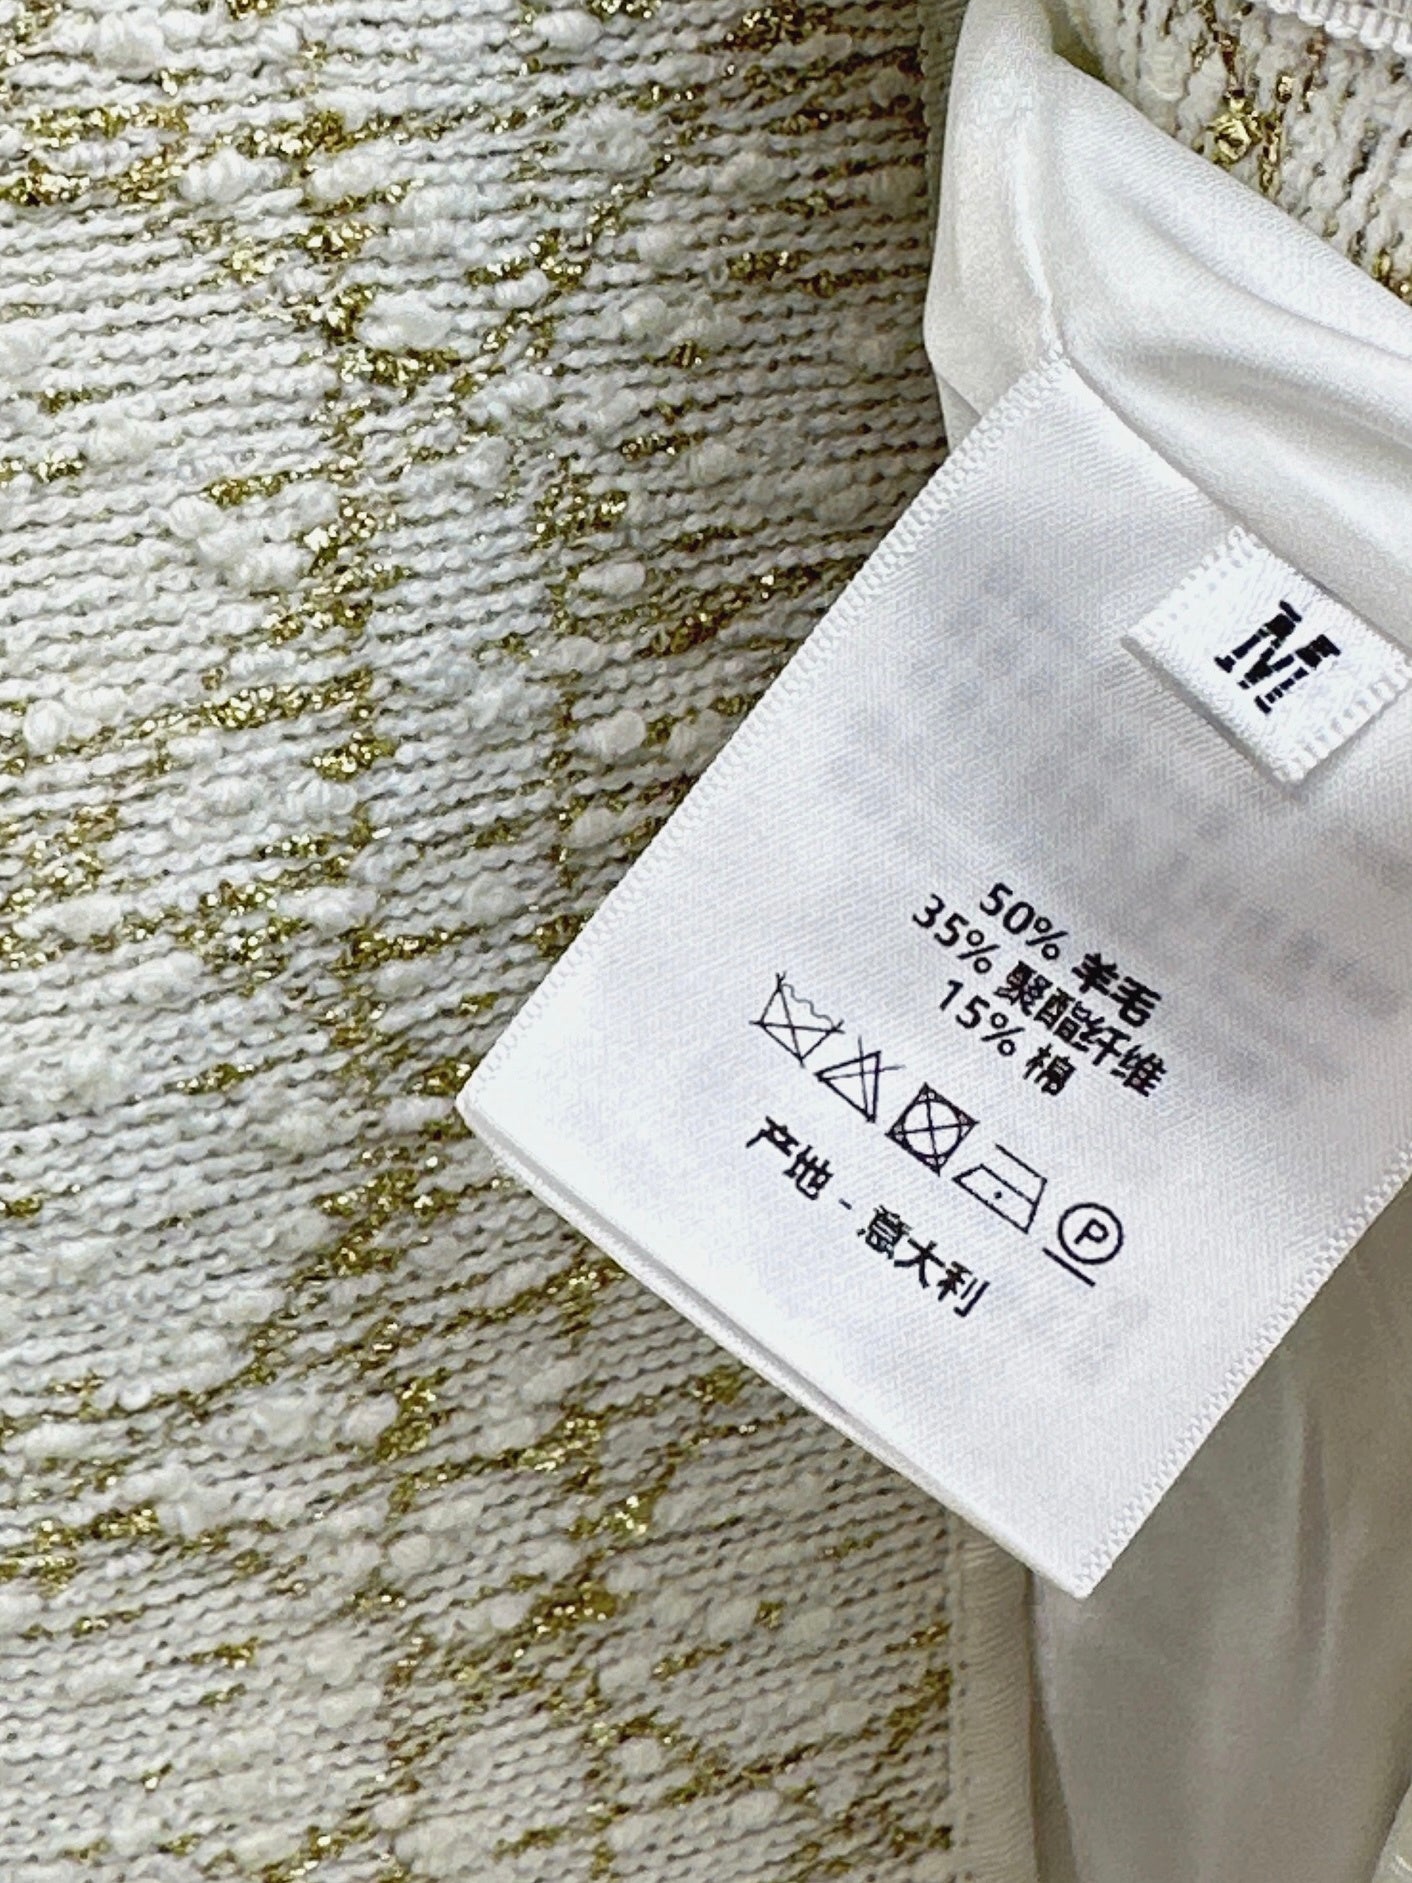 M
50% 羊毛
35% 聚酯纤维
15% 棉
P
产地 - 意大利